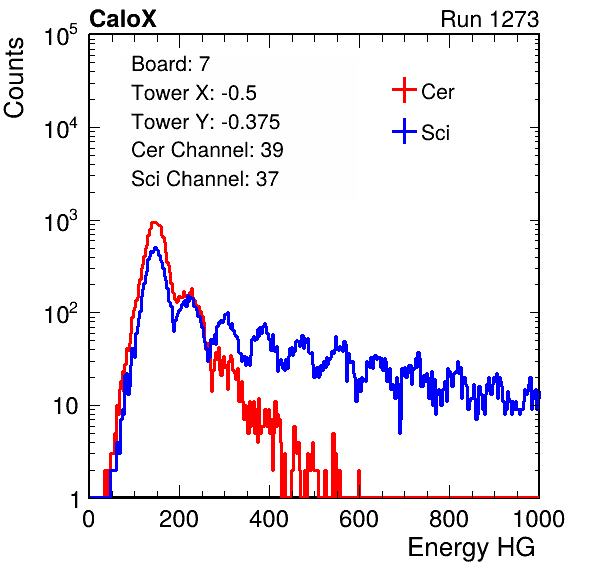 CaloX Run 1273
Counts
Board: 7
Tower X: -0.5
Tower Y: -0.375
Cer Channel: 39
Sci Channel: 37
Cer
Sci
10^5
10^4
10^3
10^2
10
1
0 200 400 600 800 1000
Energy HG